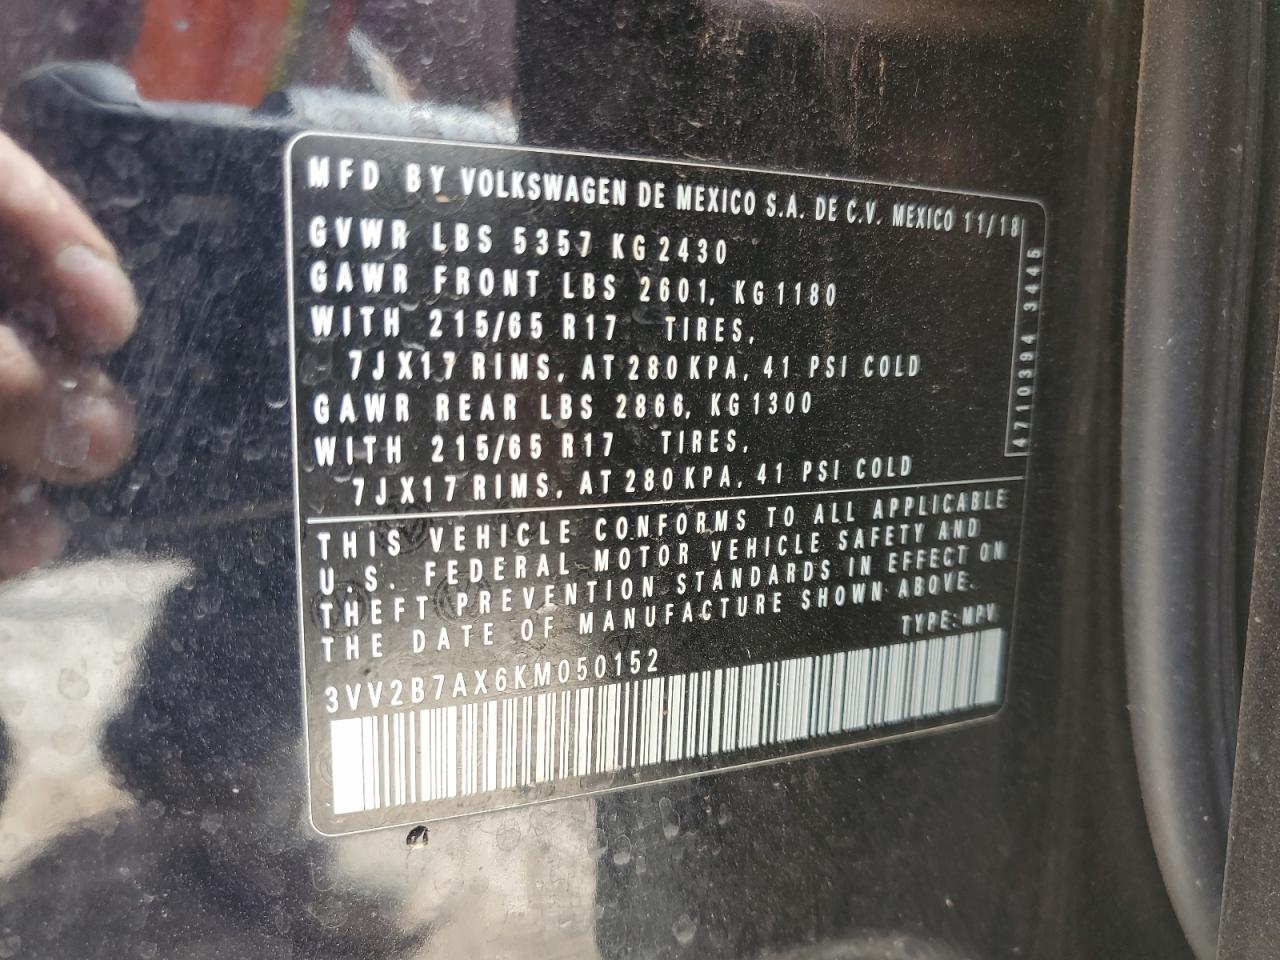 MFD BY VOLKSWAGEN DE MEXICO S.A. DE C.V. MEXICO 11/18
GVWR LBS 5357 KG 2430
GAWR FRONT LBS 2601, KG 1180
WITH 215/65 R17 TIRES,
7JX17 RIMS, AT 280 KPA, 41 PSI COLD
GAWR REAR LBS 2866, KG 1300
WITH 215/65 R17 TIRES,
7JX17 RIMS, AT 280 KPA, 41 PSI COLD
4710394 3445
THIS VEHICLE CONFORMS TO ALL APPLICABLE
U.S. FEDERAL MOTOR VEHICLE SAFETY AND
THEFT PREVENTION STANDARDS IN EFFECT ON
THE DATE OF MANUFACTURE SHOWN ABOVE.
TYPE: MPV
3VV2B7AX6KM050152